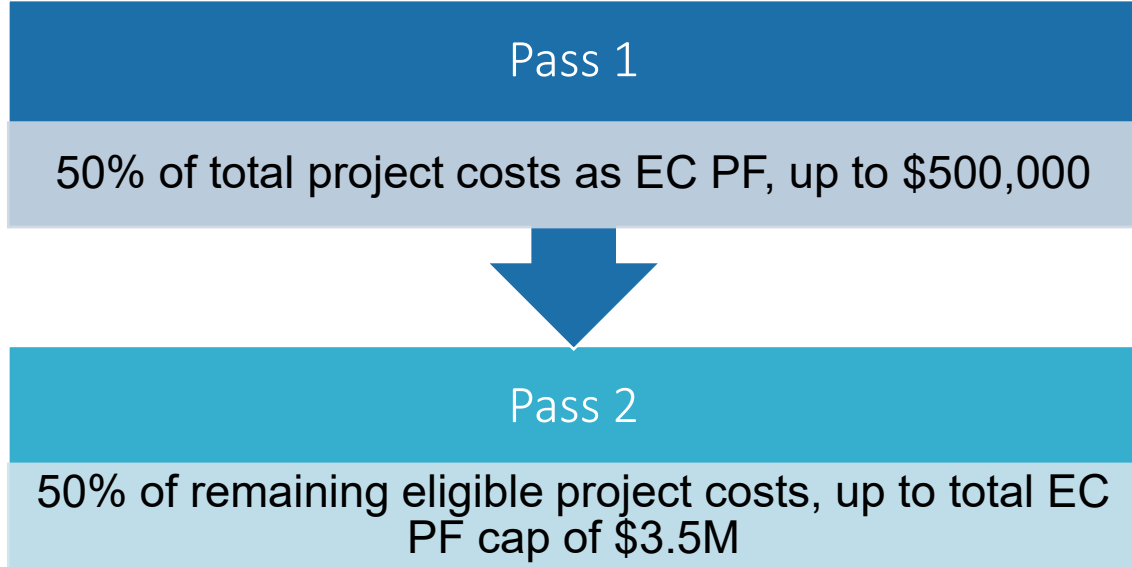 Pass 1
50% of total project costs as EC PF, up to $500,000
Pass 2
50% of remaining eligible project costs, up to total EC
PF cap of $3.5M